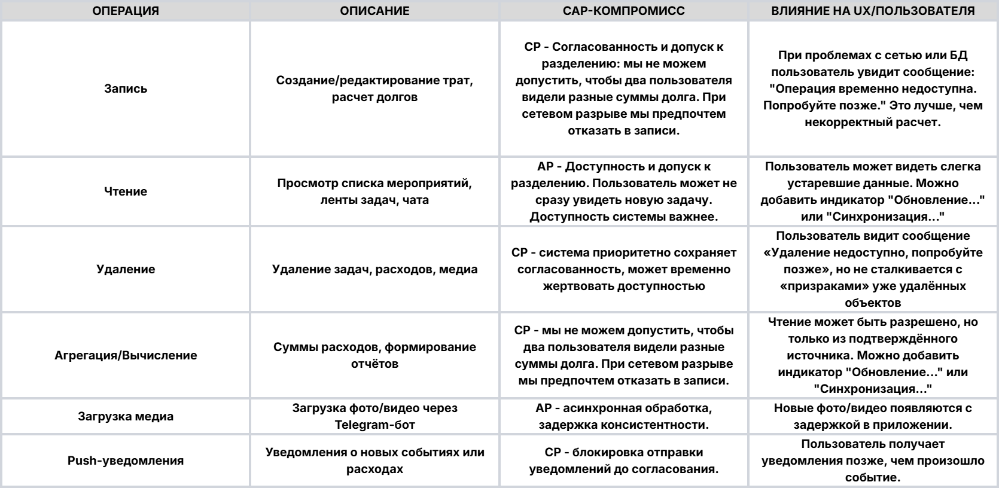 ОПЕРАЦИЯ
ОПИСАНИЕ
CAP-КОМПРОМИСС
ВЛИЯНИЕ НА UX/ПОЛЬЗОВАТЕЛЯ
Запись
Создание/редактирование трат,
расчет долгов
CP - Согласованность и допуск к
разделению: мы не можем
допустить, чтобы два пользователя
видели разные суммы долга. При
сетевом разрыве мы предпочтем
отказать в записи.
При проблемах с сетью или БД
пользователь увидит сообщение:
"Операция временно недоступна.
Попробуйте позже." Это лучше, чем
некорректный расчет.
Чтение
Просмотр списка мероприятий,
ленты задач, чата
AP - Доступность и допуск к
разделению. Пользователь может не
сразу увидеть новую задачу.
Доступность системы важнее.
Пользователь может видеть слегка
устаревшие данные. Можно
добавить индикатор "Обновление..."
или "Синхронизация..."
Удаление
Удаление задач, расходов, медиа
CP - система приоритетно сохраняет
согласованность, может временно
жертвовать доступностью
Пользователь видит сообщение
«Удаление недоступно, попробуйте
позже», но не сталкивается с
«призраками» уже удалённых
объектов
Агрегация/Вычисление
Суммы расходов, формирование
отчётов
CP - мы не можем допустить, чтобы
два пользователя видели разные
суммы долга. При сетевом разрыве
мы предпочтем отказать в записи.
Чтение может быть разрешено, но
только из подтверждённого
источника. Можно добавить
индикатор "Обновление..." или
"Синхронизация..."
Загрузка медиа
Загрузка фото/видео через
Telegram-бот
AP - асинхронная обработка,
задержка консистентности.
Новые фото/видео появляются с
задержкой в приложении.
Push-уведомления
Уведомления о новых событиях или
расходах
CP - блокировка отправки
уведомлений до согласования.
Пользователь получает
уведомления позже, чем произошло
событие.